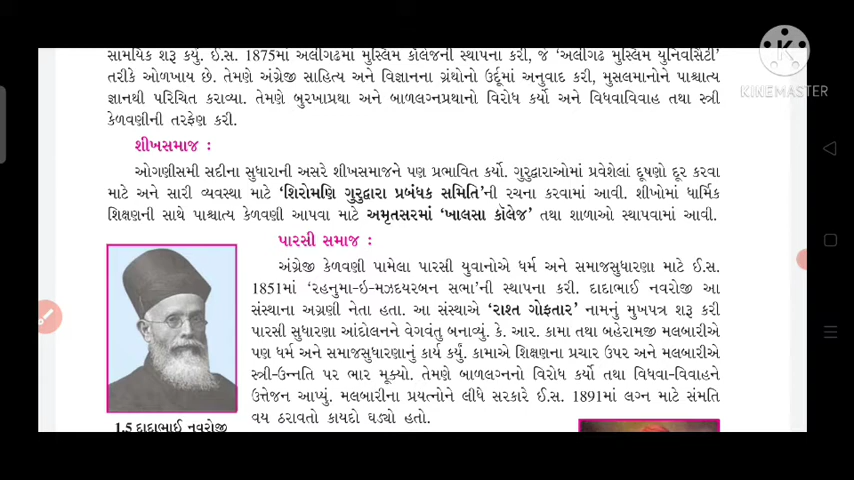 સામયિક શરૂ કર્યું. ઈ.સ. 1875માં અલીગઢમાં મુસ્લિમ કૉલેજની સ્થાપના કરી, જે 'અલીગઢ મુસ્લિમ યુનિવર્સિટી'
તરીકે ઓળખાય છે. તેમણે અંગ્રેજી સાહિત્ય અને વિજ્ઞાનના ગ્રંથોનો ઉર્દૂમાં અનુવાદ કરી, મુસલમાનોને પાશ્ચાત્ય
જ્ઞાનથી પરિચિત કરાવ્યા. તેમણે બુરખાપ્રથા અને બાળલગ્નપ્રથાનો વિરોધ કર્યો અને વિધવાવિવાહ તથા સ્ત્રી
કેળવણીની તરફેણ કરી.
શીખસમાજ :
ઓગણીસમી સદીના સુધારાની અસરે શીખસમાજને પણ પ્રભાવિત કર્યો. ગુરુદ્વારાઓમાં પ્રવેશેલાં દૂષણો દૂર કરવા
માટે અને સારી વ્યવસ્થા માટે 'શિરોમણિ ગુરુદ્વારા પ્રબંધક સમિતિ'ની રચના કરવામાં આવી. શીખોમાં ધાર્મિક
શિક્ષણની સાથે પાશ્ચાત્ય કેળવણી આપવા માટે અમૃતસરમાં 'ખાલસા કૉલેજ' તથા શાળાઓ સ્થાપવામાં આવી.
પારસી સમાજ :
અંગ્રેજી કેળવણી પામેલા પારસી યુવાનોએ ધર્મ અને સમાજસુધારણા માટે ઈ.સ.
1851માં 'રહનુમા-ઇ-મઝદયરબન સભા'ની સ્થાપના કરી. દાદાભાઈ નવરોજી આ
સંસ્થાના અગ્રણી નેતા હતા. આ સંસ્થાએ 'રાશ્ત ગોફતાર' નામનું મુખપત્ર શરૂ કરી
પારસી સુધારણા આંદોલનને વેગવંતુ બનાવ્યું. કે. આર. કામા તથા બહેરામજી મલબારીએ
પણ ધર્મ અને સમાજસુધારણાનું કાર્ય કર્યું. કામાએ શિક્ષણના પ્રચાર ઉપર અને મલબારીએ
સ્ત્રી-ઉન્નતિ પર ભાર મૂક્યો. તેમણે બાળલગ્નનો વિરોધ કર્યો તથા વિધવા-વિવાહને
ઉત્તેજન આપ્યું. મલબારીના પ્રયત્નોને લીધે સરકારે ઈ.સ. 1891માં લગ્ન માટે સંમતિ
વય ઠરાવતો કાયદો ઘડ્યો હતો.
1.5 દાદાભાઈ નવરોજી
KINEMASTER